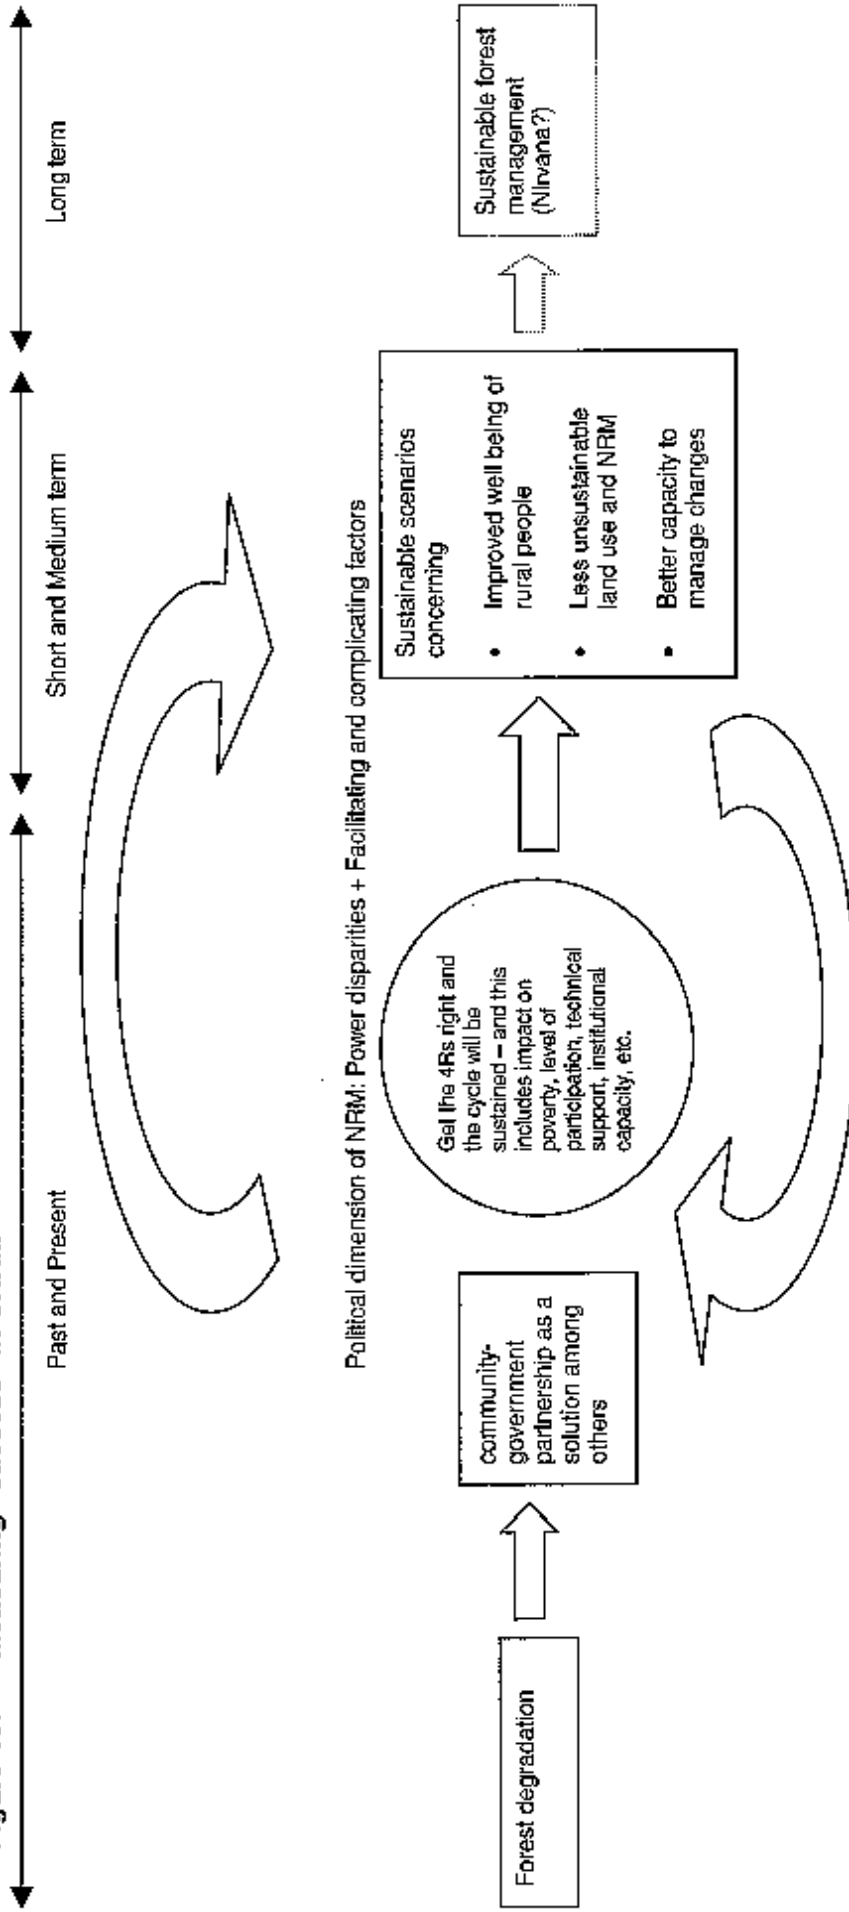 Past and Present
Short and Medium term
Long term
Political dimension of NRM: Power disparities + Facilitating and complicating factors
Forest degradation
community-
government
partnership as a
solution among
others
Get the 4Rs right and
the cycle will be
sustained – and this
includes impact on
poverty, level of
participation, technical
support, institutional
capacity, etc.
Sustainable scenarios
concerning
• Improved well being of
rural people
• Less unsustainable
land use and NRM
• Better capacity to
manage changes
Sustainable forest
management
(Nirvana?)